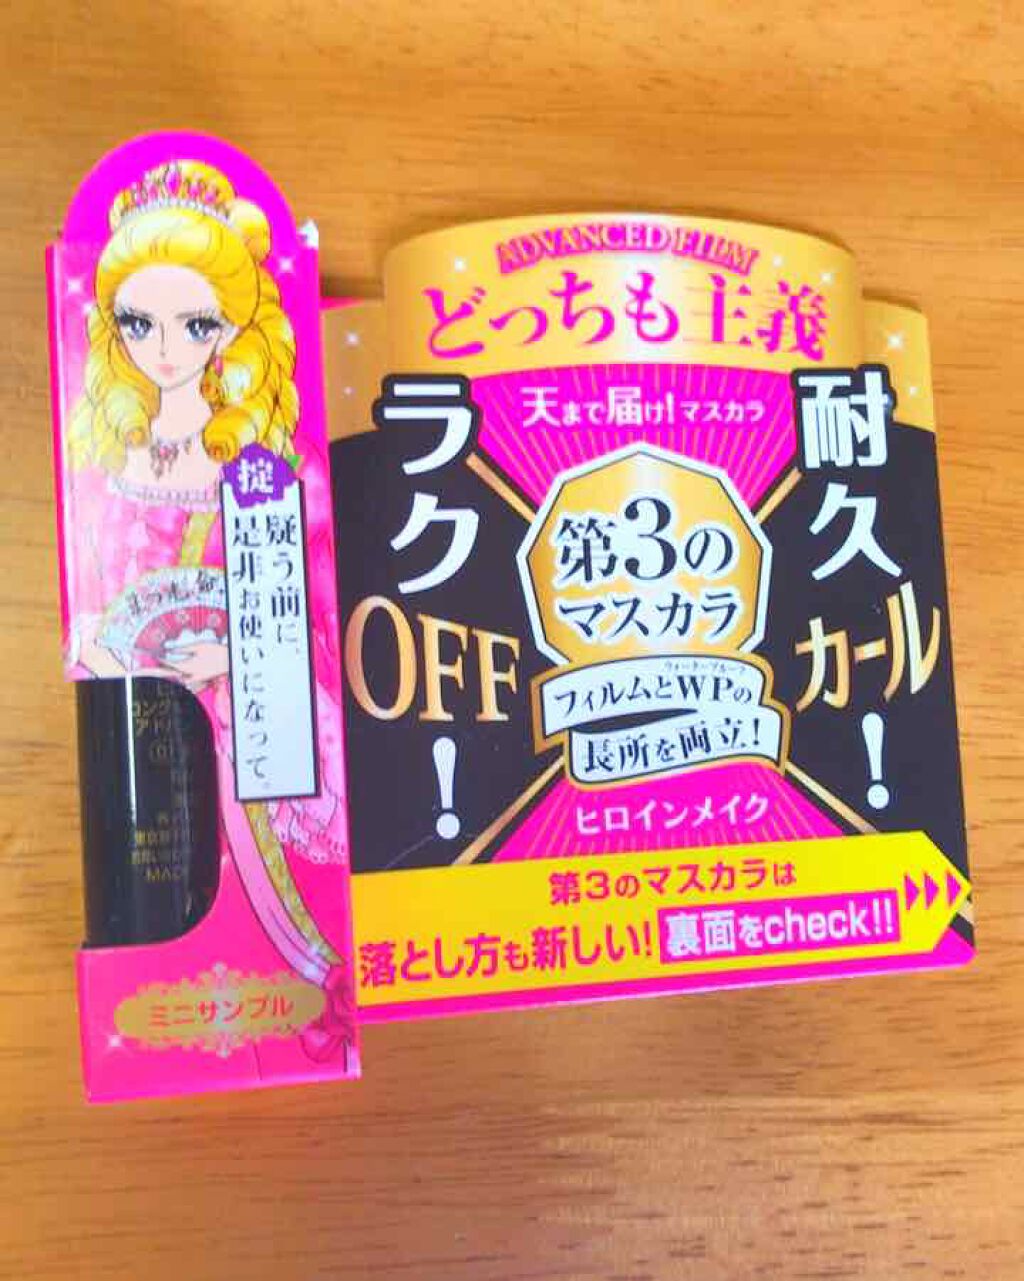 掟
疑う前に、
是非お使いになって。
ミニサンプル
ADVANCED FILM
どっちも主義
天まで届け!マスカラ
ラクOFF!
耐久カール!
第3の
マスカラ
ウォータープルーフ
フィルムとWPの
長所を両立!
ヒロインメイク
第3のマスカラは
落とし方も新しい!裏面をcheck!!